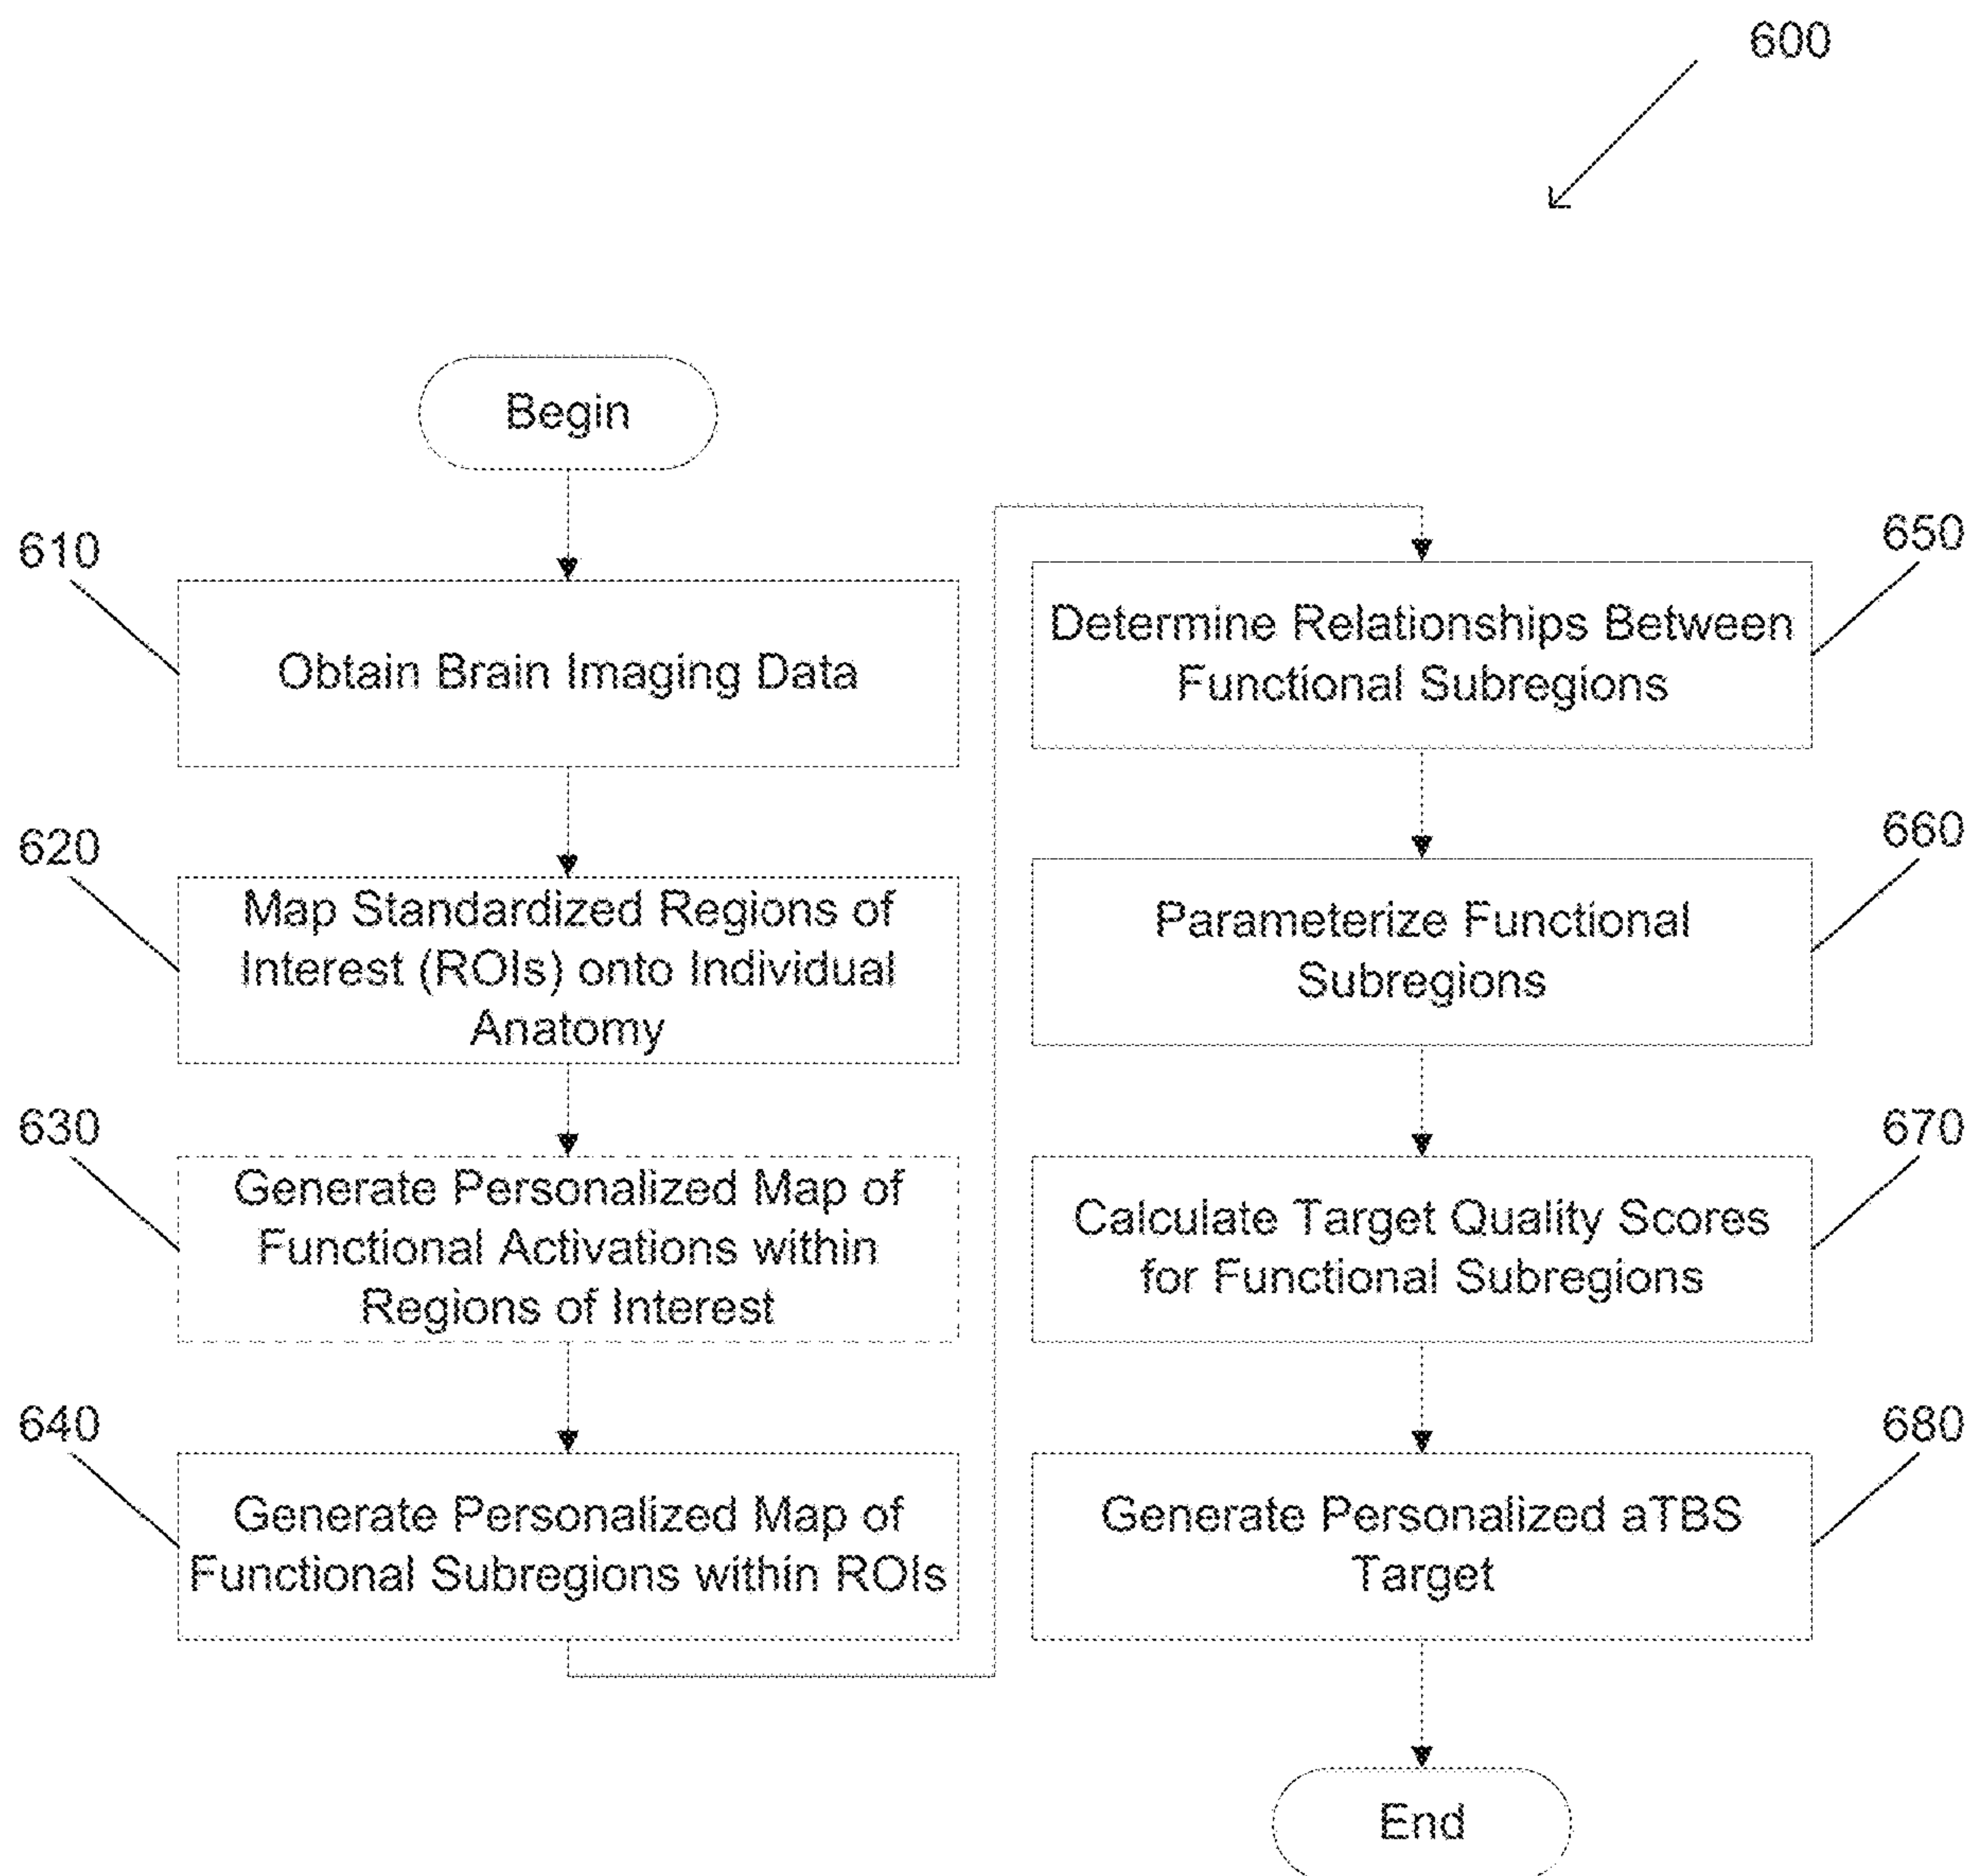 600
Begin
610
Obtain Brain Imaging Data
620
Map Standardized Regions of
Interest (ROIs) onto Individual
Anatomy
630
Generate Personalized Map of
Functional Activations within
Regions of Interest
640
Generate Personalized Map of
Functional Subregions within ROIs
650
Determine Relationships Between
Functional Subregions
660
Parameterize Functional
Subregions
670
Calculate Target Quality Scores
for Functional Subregions
680
Generate Personalized aTBS
Target
End